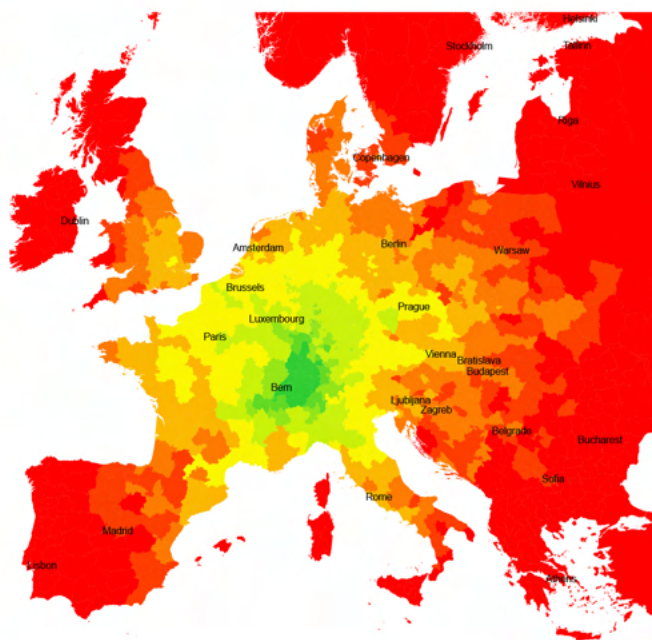 Helsinki
Stockholm
Tallinn
Riga
Copenhagen
Vilnius
Dublin
Amsterdam
Berlin
Warsaw
Brussels
Luxembourg
Prague
Paris
Vienna
Bratislava
Budapest
Bern
Ljubljana
Zagreb
Belgrade
Bucharest
Sofia
Rome
Madrid
Lisbon
Athens